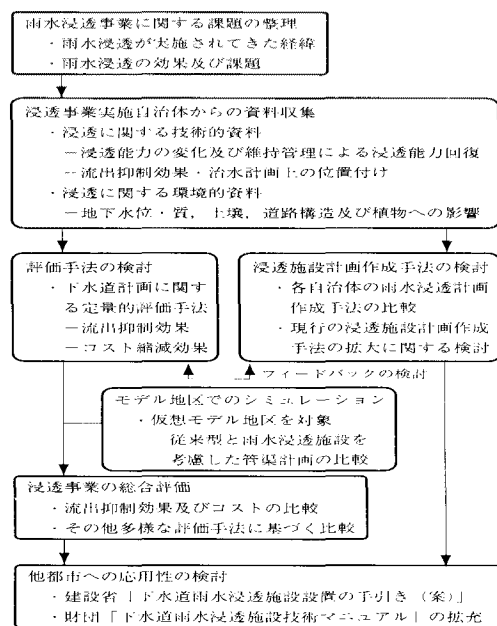 雨水浸透事業に関する課題の整理
・雨水浸透が実施されてきた経緯
・雨水浸透の効果及び課題
浸透事業実施自治体からの資料収集
・浸透に関する技術的資料
－浸透能力の変化及び維持管理による浸透能力回復
－流出抑制効果・治水計画上の位置付け
・浸透に関する環境的資料
－地下水位・質，土壌，道路構造及び植物への影響
評価手法の検討
・下水道計画に関す
る定量的評価手法
－流出抑制効果
－コスト縮減効果
浸透施設計画作成手法の検討
・各自治体の雨水浸透計画
作成手法の比較
・現行の浸透施設計画作成
手法の拡大に関する検討
フィードバックの検討
モデル地区でのシミュレーション
・仮想モデル地区を対象
従来型と雨水浸透施設を
考慮した管渠計画の比較
浸透事業の総合評価
・流出抑制効果及びコストの比較
・その他多様な評価手法に基づく比較
他都市への応用性の検討
・建設省「下水道雨水浸透施設設置の手引き（案）」
・財団「下水道雨水浸透施設技術マニュアル」の拡充